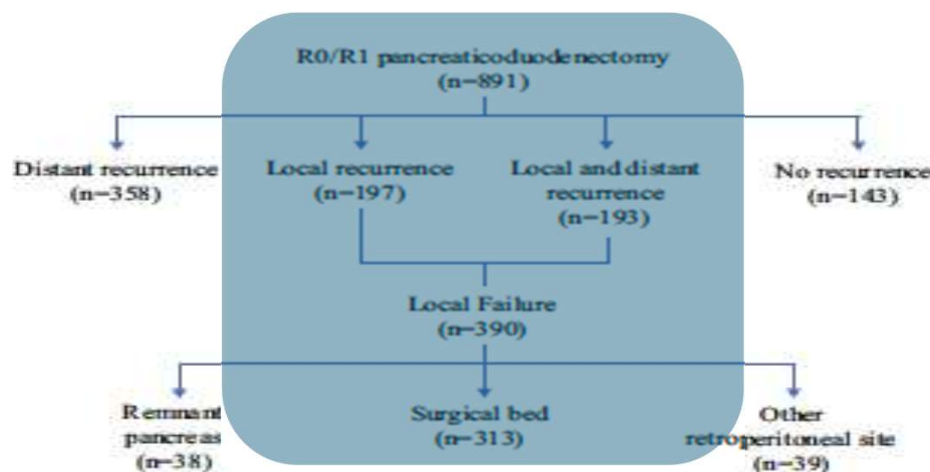 R0/R1 pancreaticoduodenectomy
(n=891)
Distant recurrence
(n=358)
Local recurrence
(n=197)
Local and distant
recurrence
(n=193)
No recurrence
(n=143)
Local Failure
(n=390)
Remnant
pancreas
(n=38)
Surgical bed
(n=313)
Other
retroperitoneal site
(n=39)